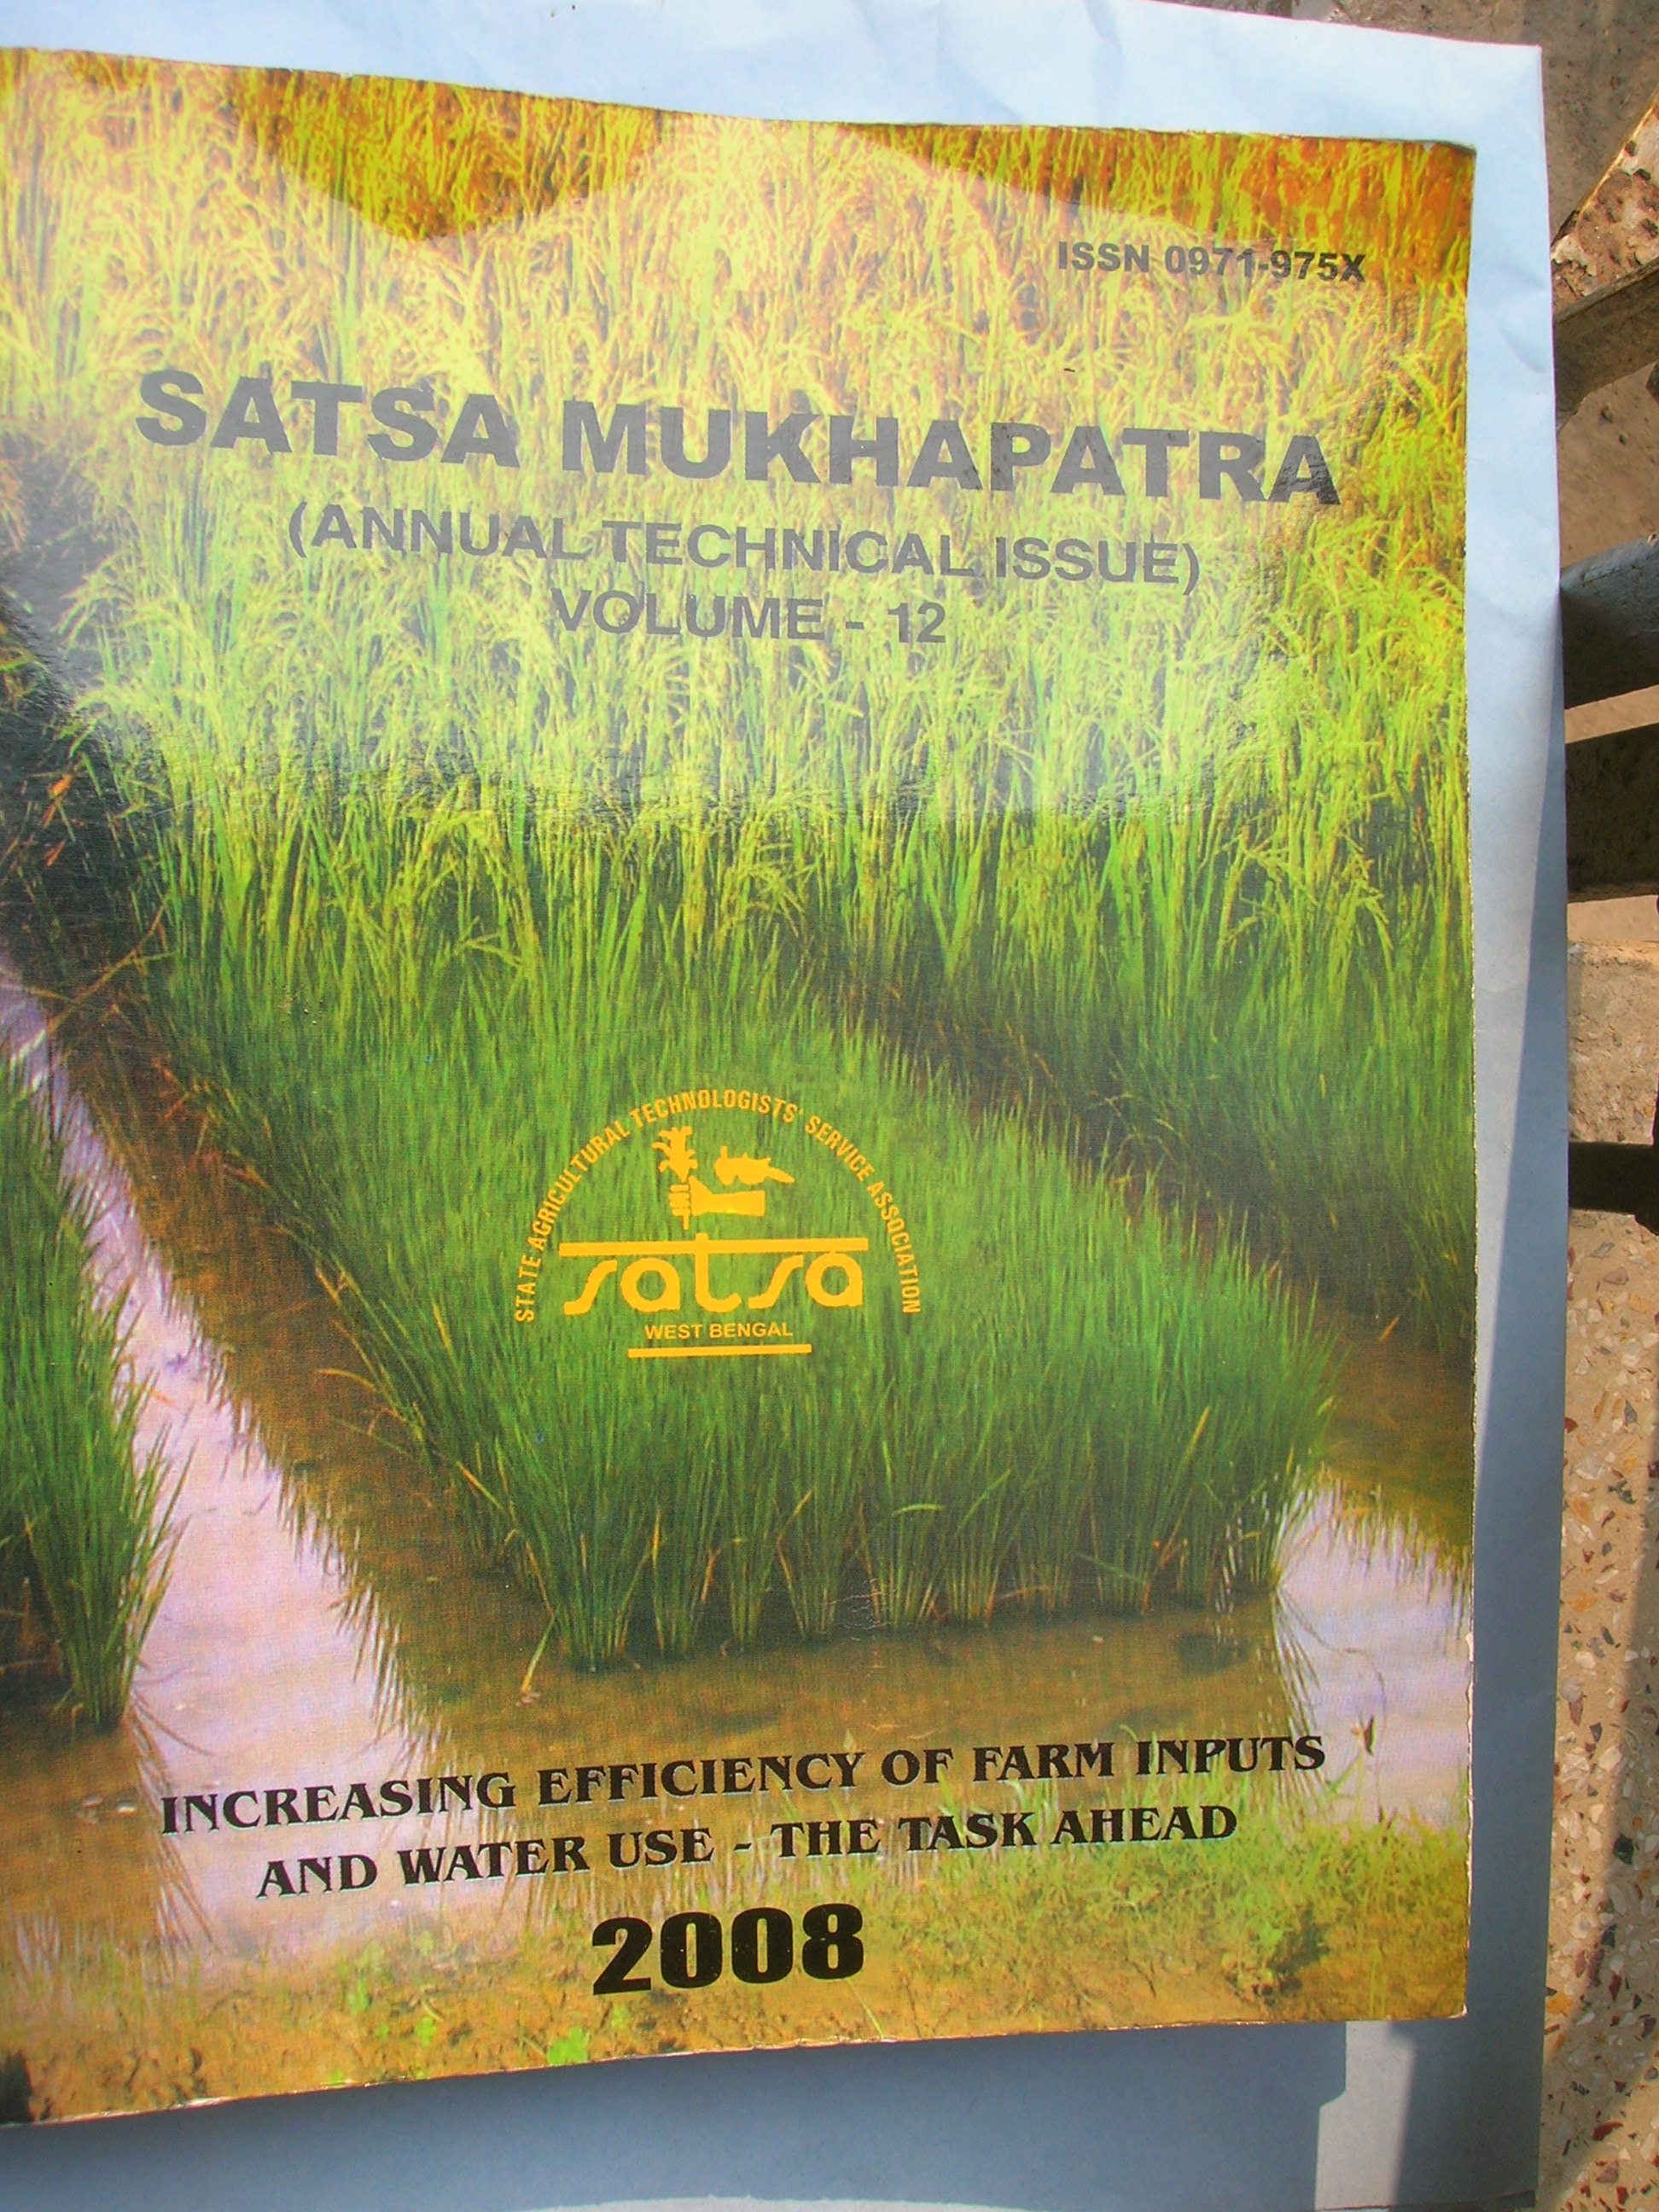 ISSN 0971-975X
SATSA MUKHAPATRA
(ANNUAL TECHNICAL ISSUE)
VOLUME - 12
STATE AGRICULTURAL TECHNOLOGISTS' SERVICE ASSOCIATION
satsa
WEST BENGAL
INCREASING EFFICIENCY OF FARM INPUTS
AND WATER USE - THE TASK AHEAD
2008